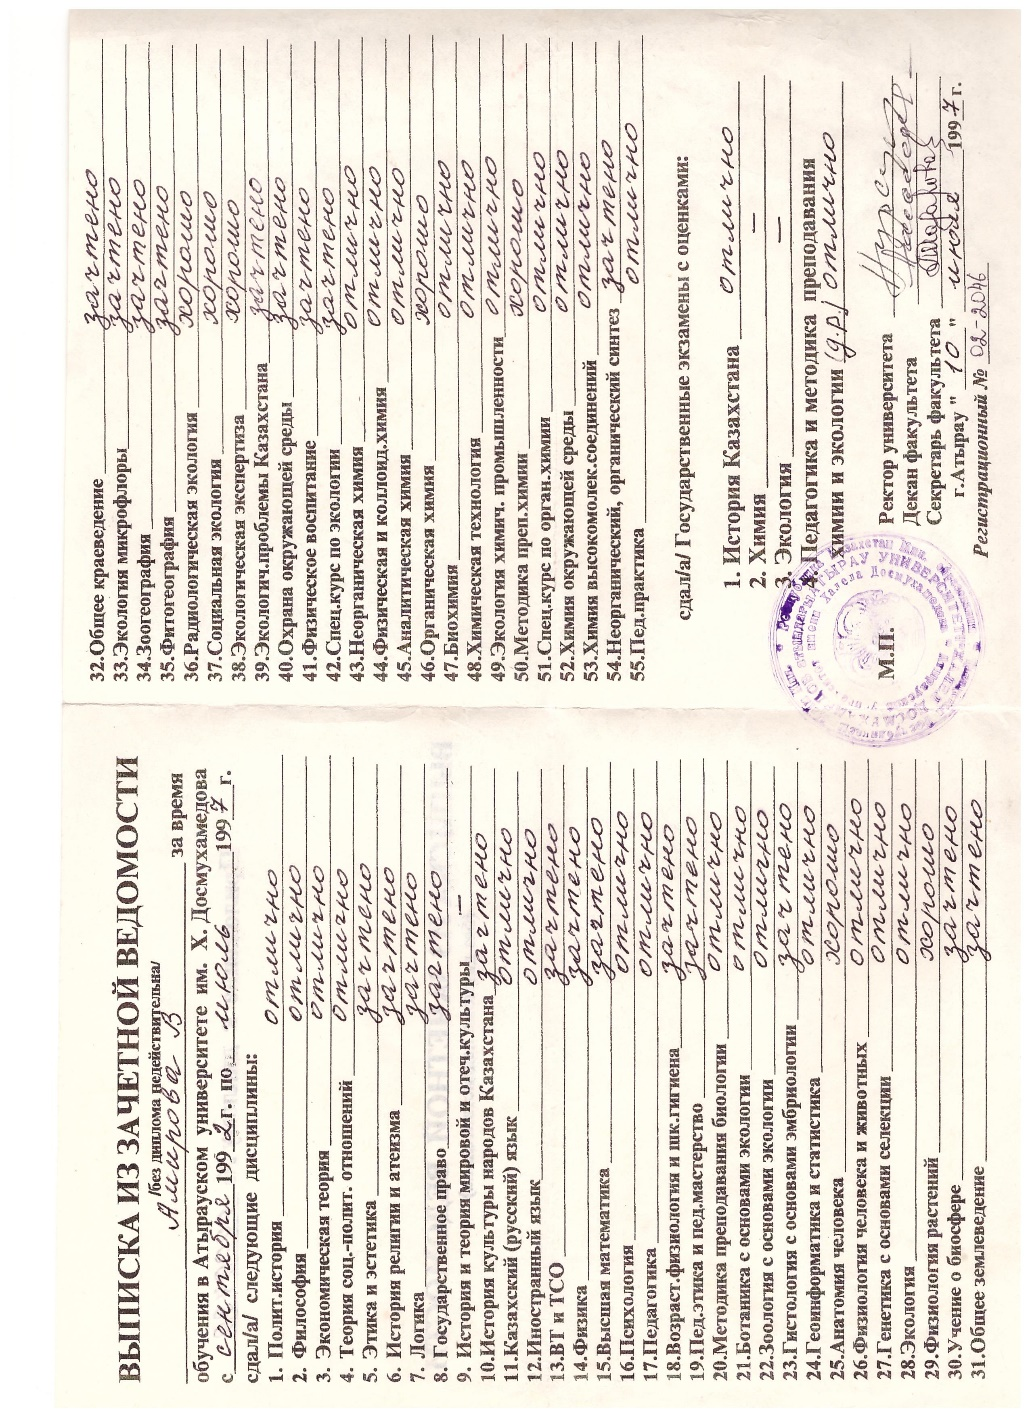 ВЫПИСКА ИЗ ЗАЧЕТНОЙ ВЕДОМОСТИ
/без диплома недействительна/
Амирова В за время
обучения в Атырауском университете им. Х. Досмухамедова
с сентября 1992 г. по июль 1997 г.
сдал/а/ следующие дисциплины:
1. Полит.история отлично
2. Философия отлично
3. Экономическая теория отлично
4. Теория соц.-полит. отношений отлично
5. Этика и эстетика зачтено
6. История религии и атеизма зачтено
7. Логика зачтено
8. Государственное право зачтено
9. История и теория мировой и отеч.культуры —
10.История культуры народов Казахстана зачтено
11.Казахский (русский) язык отлично
12.Иностранный язык отлично
13.ВТ и ТСО зачтено
14.Физика зачтено
15.Высшая математика зачтено
16.Психология отлично
17.Педагогика отлично
18.Возраст.физиология и шк.гигиена зачтено
19.Пед.этика и пед.мастерство зачтено
20.Методика преподавания биологии отлично
21.Ботаника с основами экологии отлично
22.Зоология с основами экологии отлично
23.Гистология с основами эмбриологии зачтено
24.Геоинформатика и статистика отлично
25.Анатомия человека хорошо
26.Физиология человека и животных отлично
27.Генетика с основами селекции отлично
28.Экология отлично
29.Физиология растений хорошо
30.Учение о биосфере зачтено
31.Общее землеведение зачтено
32.Общее краеведение зачтено
33.Экология микрофлоры зачтено
34.Зоогеография зачтено
35.Фитогеография зачтено
36.Радиологическая экология хорошо
37.Социальная экология хорошо
38.Экологическая экспертиза хорошо
39.Экологич.проблемы Казахстана зачтено
40.Охрана окружающей среды зачтено
41.Физическое воспитание зачтено
42.Спец.курс по экологии зачтено
43.Неорганическая химия отлично
44.Физическая и коллоид.химия отлично
45.Аналитическая химия отлично
46.Органическая химия хорошо
47.Биохимия отлично
48.Химическая технология отлично
49.Экология химич. промышленности отлично
50.Методика преп.химии хорошо
51.Спец.курс по орган.химии отлично
52.Химия окружающей среды отлично
53.Химия высокомолек.соединений отлично
54.Неорганический, органический синтез зачтено
55.Пед.практика отлично
сдал/а/ Государственные экзамены с оценками:
1. История Казахстана отлично
2. Химия —
3. Экология —
4. Педагогика и методика преподавания
химии и экологии (д.р.) отлично
Ректор университета
Декан факультета
М.П. Секретарь факультета
г.Атырау " 10 " июля 1997 г.
Регистрационный № 02-2046